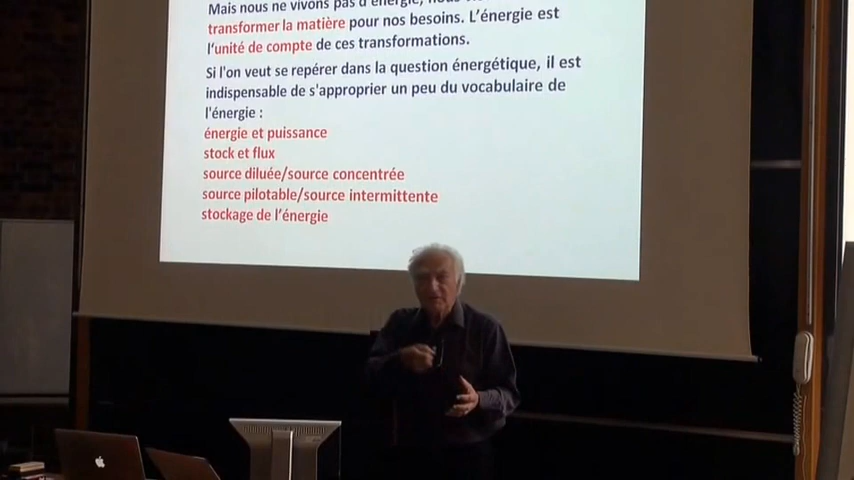 Mais nous ne vivons pas d'énergie, nous
transformer la matière pour nos besoins. L'énergie est
l'unité de compte de ces transformations.
Si l'on veut se repérer dans la question énergétique, il est
indispensable de s'approprier un peu du vocabulaire de
l'énergie :
énergie et puissance
stock et flux
source diluée/source concentrée
source pilotable/source intermittente
stockage de l'énergie